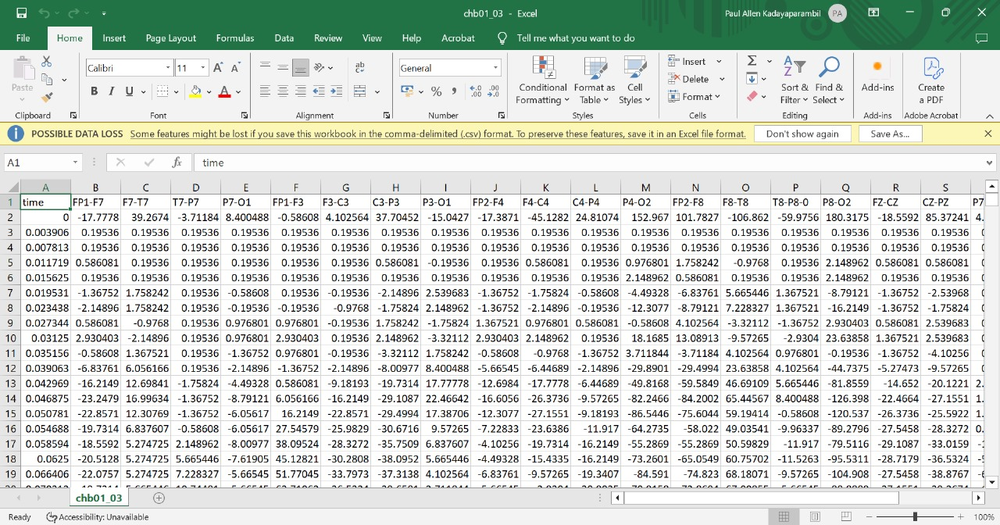 chb01_03 - Excel
Paul Allen Kadayaparambil PA
File Home Insert Page Layout Formulas Data Review View Help Acrobat Tell me what you want to do
Paste
Calibri 11
B I U
ab
General
Conditional Formatting
Format as Table
Cell Styles
Insert
Delete
Format
Sort & Filter
Find & Select
Add-ins
Create a PDF
Clipboard Font Alignment Number Styles Cells Editing Add-ins Adobe Acrobat
POSSIBLE DATA LOSS Some features might be lost if you save this workbook in the comma-delimited (.csv) format. To preserve these features, save it in an Excel file format. Don't show again Save As...
A1 fx time
A B C D E F G H I J K L M N O P Q R S
1 time FP1-F7 F7-T7 T7-P7 P7-O1 FP1-F3 F3-C3 C3-P3 P3-O1 FP2-F4 F4-C4 C4-P4 P4-O2 FP2-F8 F8-T8 T8-P8-0 P8-O2 FZ-CZ CZ-PZ P7
2 0 -17.7778 39.2674 -3.71184 8.400488 -0.58608 4.102564 37.70452 -15.0427 -17.3871 -45.1282 24.81074 152.967 101.7827 -106.862 -59.9756 180.3175 -18.5592 85.37241 4.
3 0.003906 0.19536 0.19536 0.19536 0.19536 0.19536 0.19536 0.19536 0.19536 0.19536 0.19536 0.19536 0.19536 0.19536 0.19536 0.19536 0.19536 0.19536 0.19536
4 0.007813 0.19536 0.19536 0.19536 0.19536 0.19536 0.19536 0.19536 0.19536 0.19536 0.19536 0.19536 0.19536 0.19536 0.19536 0.19536 0.19536 0.19536 0.19536
5 0.011719 0.586081 0.19536 0.19536 0.19536 0.19536 0.19536 0.586081 -0.19536 0.19536 0.586081 0.19536 0.976801 1.758242 -0.9768 0.19536 2.148962 0.586081 0.586081
6 0.015625 0.19536 0.19536 0.19536 0.19536 0.19536 0.19536 0.19536 0.19536 0.19536 0.19536 0.19536 2.148962 0.586081 0.19536 0.19536 2.148962 0.19536 0.19536
7 0.019531 -1.36752 1.758242 0.19536 -0.58608 0.19536 -0.19536 -2.14896 2.539683 -1.36752 -1.75824 -0.58608 -4.49328 -6.83761 5.665446 1.367521 -8.79121 -1.36752 -2.53968
8 0.023438 -2.14896 1.758242 0.19536 -0.19536 -0.19536 -0.9768 -1.75824 2.148962 -1.36752 -2.14896 -0.19536 -12.3077 -8.79121 7.228327 1.367521 -16.2149 -1.36752 -1.75824
9 0.027344 0.586081 -0.9768 0.19536 0.976801 0.976801 -0.19536 1.758242 -1.75824 1.367521 0.976801 0.586081 -0.58608 4.102564 -3.32112 -1.36752 2.930403 0.586081 2.539683
10 0.03125 2.930403 -2.14896 0.19536 0.976801 2.930403 0.19536 2.148962 -3.32112 2.930403 2.148962 0.19536 18.1685 13.08913 -9.57265 -2.9304 23.63858 1.367521 2.539683
11 0.035156 -0.58608 1.367521 0.19536 -1.36752 0.976801 -0.19536 -3.32112 1.758242 -0.58608 -0.9768 -1.36752 3.711844 -3.71184 4.102564 0.976801 -0.19536 -1.36752 -4.10256
12 0.039063 -6.83761 6.056166 0.19536 -2.14896 -1.36752 -2.14896 -8.00977 8.400488 -5.66545 -6.44689 -2.14896 -29.8901 -29.4994 23.63858 4.102564 -44.7375 -5.27473 -9.57265
13 0.042969 -16.2149 12.69841 -1.75824 -4.49328 0.586081 -9.18193 -19.7314 17.77778 -12.6984 -17.7778 -6.44689 -49.8168 -59.5849 46.69109 5.665446 -81.8559 -14.652 -20.1221 2.
14 0.046875 -23.2479 16.99634 -1.36752 -8.79121 6.056166 -16.2149 -29.1087 22.46642 -16.6056 -26.3736 -9.57265 -82.2466 -84.2002 65.44567 8.400488 -126.398 -22.4664 -27.1551 1.
15 0.050781 -22.8571 12.30769 -1.36752 -6.05617 16.2149 -22.8571 -29.4994 17.38706 -12.3077 -27.1551 -9.18193 -86.5446 -75.6044 59.19414 -0.58608 -120.537 -26.3736 -25.5922 1.
16 0.054688 -19.7314 6.837607 -0.58608 -6.05617 27.54579 -25.9829 -30.6716 9.57265 -7.22833 -23.6386 -11.917 -64.2735 -58.022 49.03541 -9.96337 -89.2796 -27.5458 -28.3272 0.
17 0.058594 -18.5592 5.274725 2.148962 -8.00977 38.09524 -28.3272 -35.7509 6.837607 -4.10256 -19.7314 -16.2149 -55.2869 -55.2869 50.59829 -11.917 -79.5116 -29.1087 -33.0159
18 0.0625 -20.5128 5.274725 5.665446 -7.61905 45.12821 -30.2808 -38.0952 5.665446 -4.49328 -15.4335 -16.2149 -73.2601 -65.0549 60.75702 -11.5263 -95.5311 -28.7179 -36.5324
19 0.066406 -22.0757 5.274725 7.228327 -5.66545 51.77045 -33.7973 -37.3138 4.102564 -6.83761 -9.57265 -19.3407 -84.591 -74.823 68.18071 -9.57265 -104.908 -27.5458 -38.8767
chb01_03
Ready Accessibility: Unavailable 100%